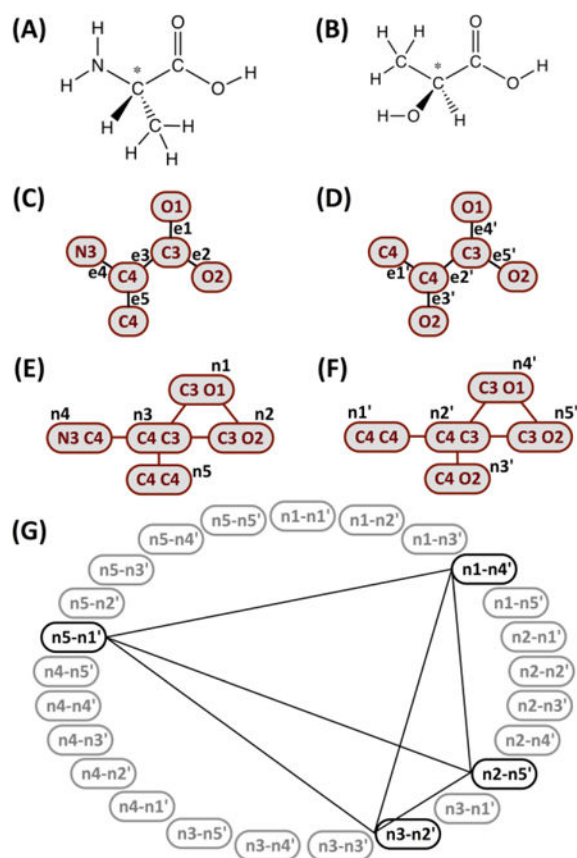 (A)
H
H
N
*
C
H
C
O
O
H
C
H
H
H
(B)
H
H
H
C
*
C
H–O
H
C
O
O
H
(C)
O1
e1
N3
e3
C3
e2
e4
C4
O2
e5
C4
(D)
O1
e4'
C4
C3
e5'
e1'
C4
e2'
O2
e3'
O2
(E)
n1
C3 O1
n4
n3
n2
N3 C4
C4 C3
C3 O2
C4 C4
n5
(F)
n4'
C3 O1
n1'
n2'
n5'
C4 C4
C4 C3
C3 O2
C4 O2
n3'
(G)
n5-n5'
n1-n1'
n1-n2'
n5-n4'
n1-n3'
n5-n3'
n1-n4'
n5-n2'
n1-n5'
n5-n1'
n2-n1'
n4-n5'
n2-n2'
n4-n4'
n2-n3'
n4-n3'
n2-n4'
n4-n2'
n2-n5'
n4-n1'
n3-n1'
n3-n5'
n3-n4'
n3-n3'
n3-n2'